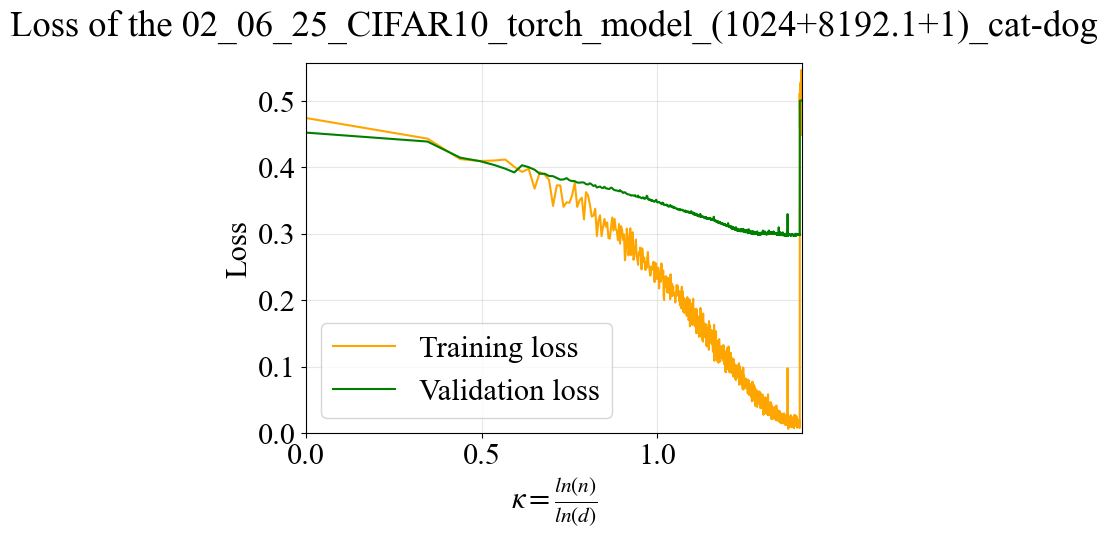 Loss of the 02_06_25_CIFAR10_torch_model_(1024+8192.1+1)_cat-dog
0.5
0.4
0.3
0.2
0.1
0.0
Loss
Training loss
Validation loss
0.0 0.5 1.0
κ = ln(n) / ln(d)